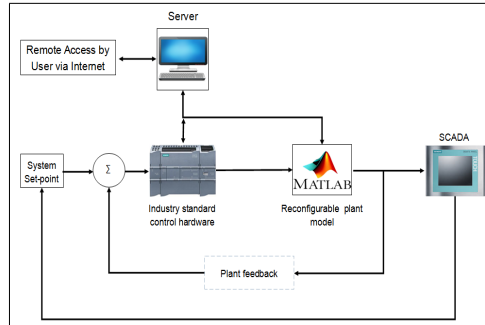 Server
Remote Access by
User via Internet
SCADA
System
Set-point
Σ
MATLAB
Industry standard
control hardware
Reconfigurable plant
model
Plant feedback